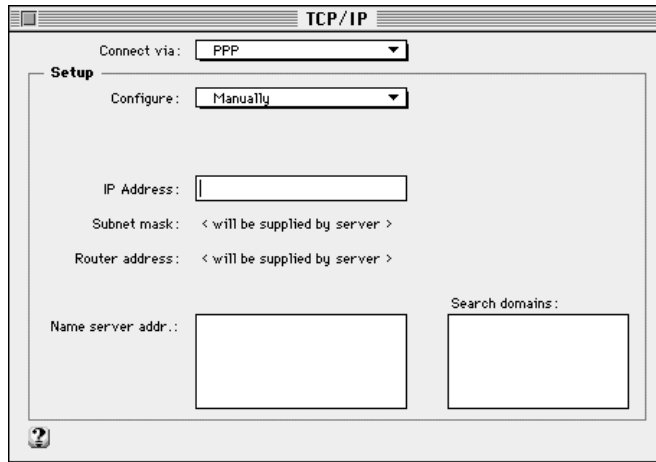 TCP/IP
Connect via: PPP
Setup
Configure: Manually
IP Address:
Subnet mask: < will be supplied by server >
Router address: < will be supplied by server >
Search domains:
Name server addr.:
?